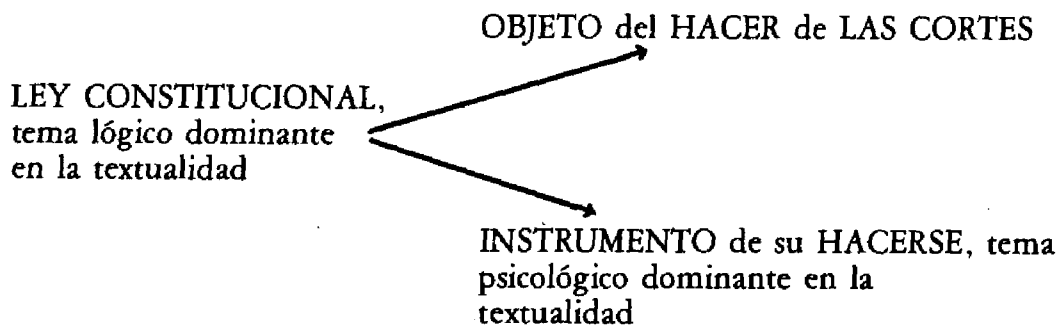 OBJETO del HACER de LAS CORTES
LEY CONSTITUCIONAL,
tema lógico dominante
en la textualidad
INSTRUMENTO de su HACERSE, tema
psicológico dominante en la
textualidad